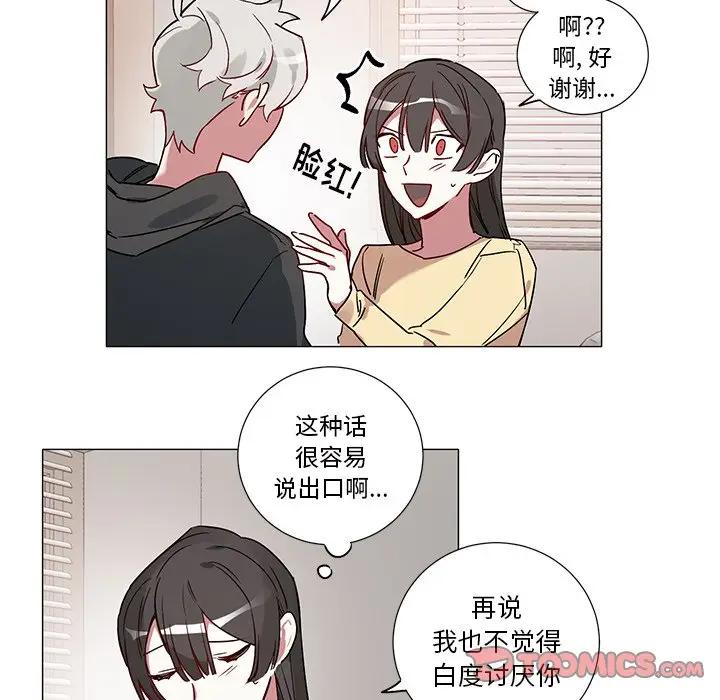 啊??
啊, 好
谢谢...
脸红!
这种话
很容易
说出口啊...
再说
我也不觉得
白度讨厌你
TOOMICS.COM